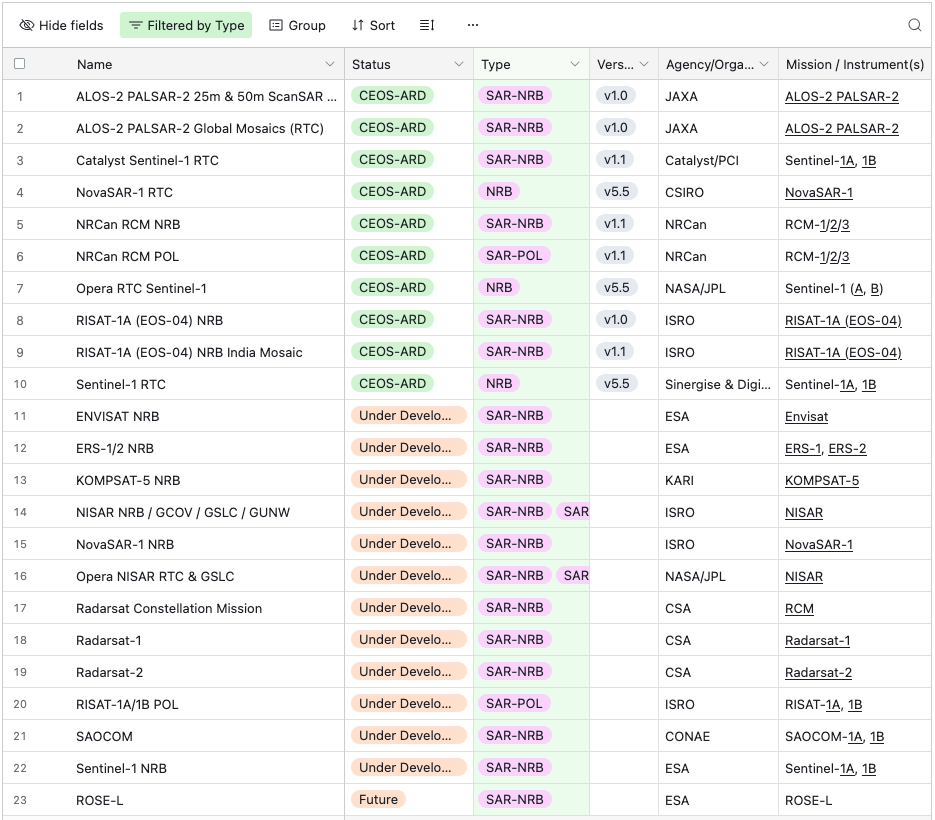 Hide fields Filtered by Type Group Sort ...
Name Status Type Vers... Agency/Orga... Mission / Instrument(s)
1 ALOS-2 PALSAR-2 25m & 50m ScanSAR ... CEOS-ARD SAR-NRB v1.0 JAXA ALOS-2 PALSAR-2
2 ALOS-2 PALSAR-2 Global Mosaics (RTC) CEOS-ARD SAR-NRB v1.0 JAXA ALOS-2 PALSAR-2
3 Catalyst Sentinel-1 RTC CEOS-ARD SAR-NRB v1.1 Catalyst/PCI Sentinel-1A, 1B
4 NovaSAR-1 RTC CEOS-ARD NRB v5.5 CSIRO NovaSAR-1
5 NRCan RCM NRB CEOS-ARD SAR-NRB v1.1 NRCan RCM-1/2/3
6 NRCan RCM POL CEOS-ARD SAR-POL v1.1 NRCan RCM-1/2/3
7 Opera RTC Sentinel-1 CEOS-ARD NRB v5.5 NASA/JPL Sentinel-1 (A, B)
8 RISAT-1A (EOS-04) NRB CEOS-ARD SAR-NRB v1.0 ISRO RISAT-1A (EOS-04)
9 RISAT-1A (EOS-04) NRB India Mosaic CEOS-ARD SAR-NRB v1.1 ISRO RISAT-1A (EOS-04)
10 Sentinel-1 RTC CEOS-ARD NRB v5.5 Sinergise & Digi... Sentinel-1A, 1B
11 ENVISAT NRB Under Develo... SAR-NRB ESA Envisat
12 ERS-1/2 NRB Under Develo... SAR-NRB ESA ERS-1, ERS-2
13 KOMPSAT-5 NRB Under Develo... SAR-NRB KARI KOMPSAT-5
14 NISAR NRB / GCOV / GSLC / GUNW Under Develo... SAR-NRB SAR ISRO NISAR
15 NovaSAR-1 NRB Under Develo... SAR-NRB ISRO NovaSAR-1
16 Opera NISAR RTC & GSLC Under Develo... SAR-NRB SAR NASA/JPL NISAR
17 Radarsat Constellation Mission Under Develo... SAR-NRB CSA RCM
18 Radarsat-1 Under Develo... SAR-NRB CSA Radarsat-1
19 Radarsat-2 Under Develo... SAR-NRB CSA Radarsat-2
20 RISAT-1A/1B POL Under Develo... SAR-POL ISRO RISAT-1A, 1B
21 SAOCOM Under Develo... SAR-NRB CONAE SAOCOM-1A, 1B
22 Sentinel-1 NRB Under Develo... SAR-NRB ESA Sentinel-1A, 1B
23 ROSE-L Future SAR-NRB ESA ROSE-L